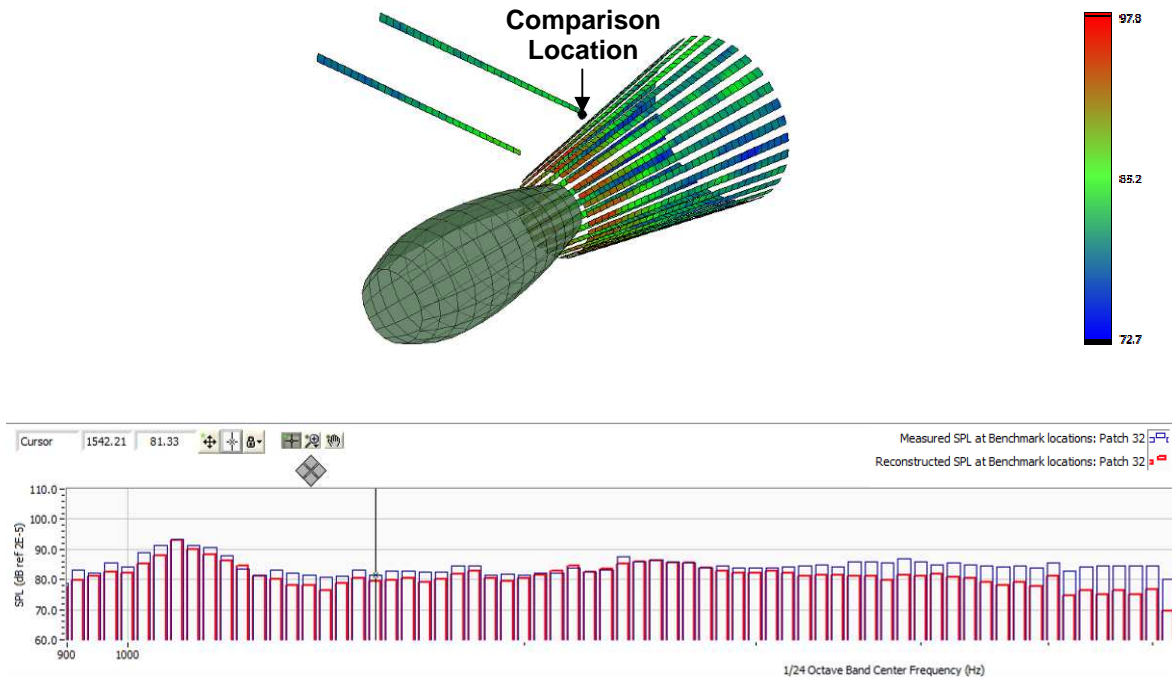 Comparison
Location
97.8
85.2
72.7
Cursor 1542.21 81.33
Measured SPL at Benchmark locations: Patch 32
Reconstructed SPL at Benchmark locations: Patch 32
SPL (dB ref 2E-5)
110.0
100.0
90.0
80.0
70.0
60.0
900 1000
1/24 Octave Band Center Frequency (Hz)